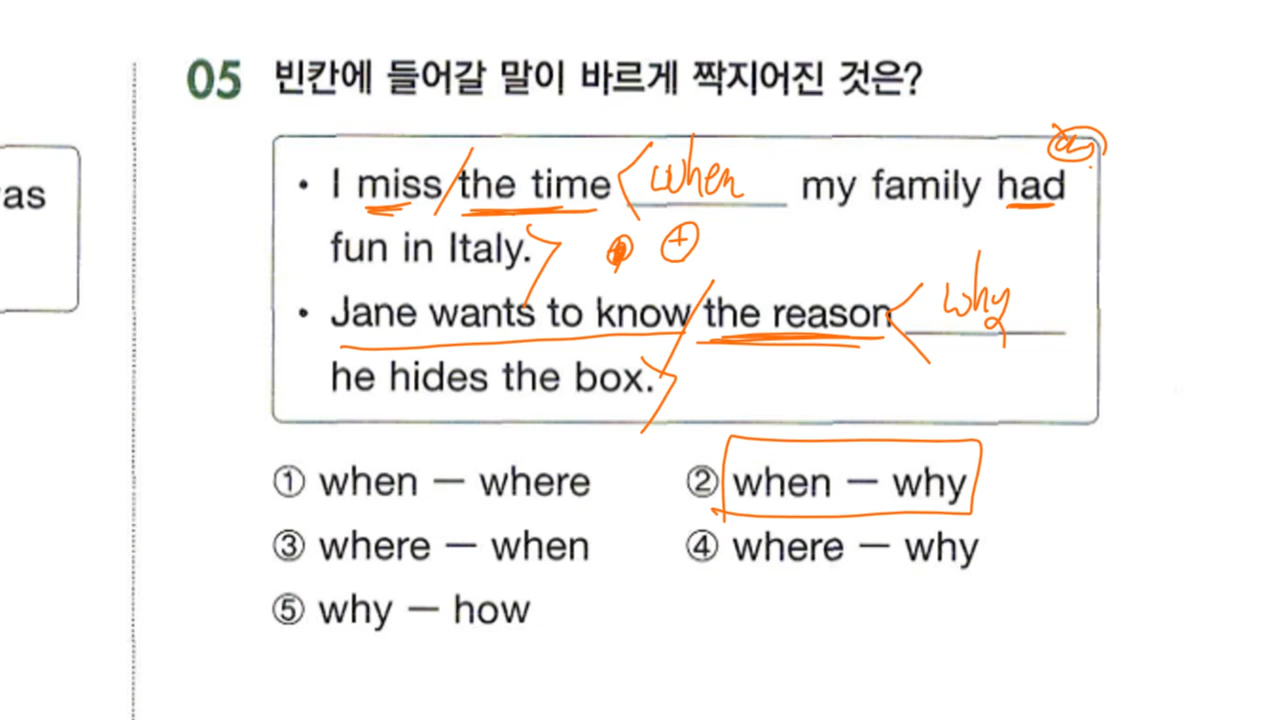 as
05 빈칸에 들어갈 말이 바르게 짝지어진 것은?
• I miss the time when my family had
fun in Italy.
• Jane wants to know the reason why
he hides the box.
① when — where
② when — why
③ where — when
④ where — why
⑤ why — how